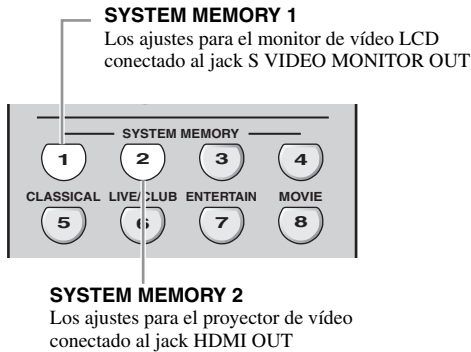 SYSTEM MEMORY 1
Los ajustes para el monitor de vídeo LCD
conectado al jack S VIDEO MONITOR OUT
SYSTEM MEMORY
1 2 3 4
CLASSICAL LIVE/CLUB ENTERTAIN MOVIE
5 6 7 8
SYSTEM MEMORY 2
Los ajustes para el proyector de vídeo
conectado al jack HDMI OUT